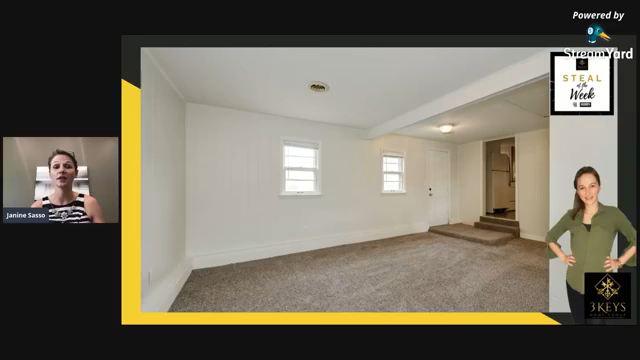 Powered by
StreamYard
STEAL
of the
Week
Janine Sasso
3KEYS